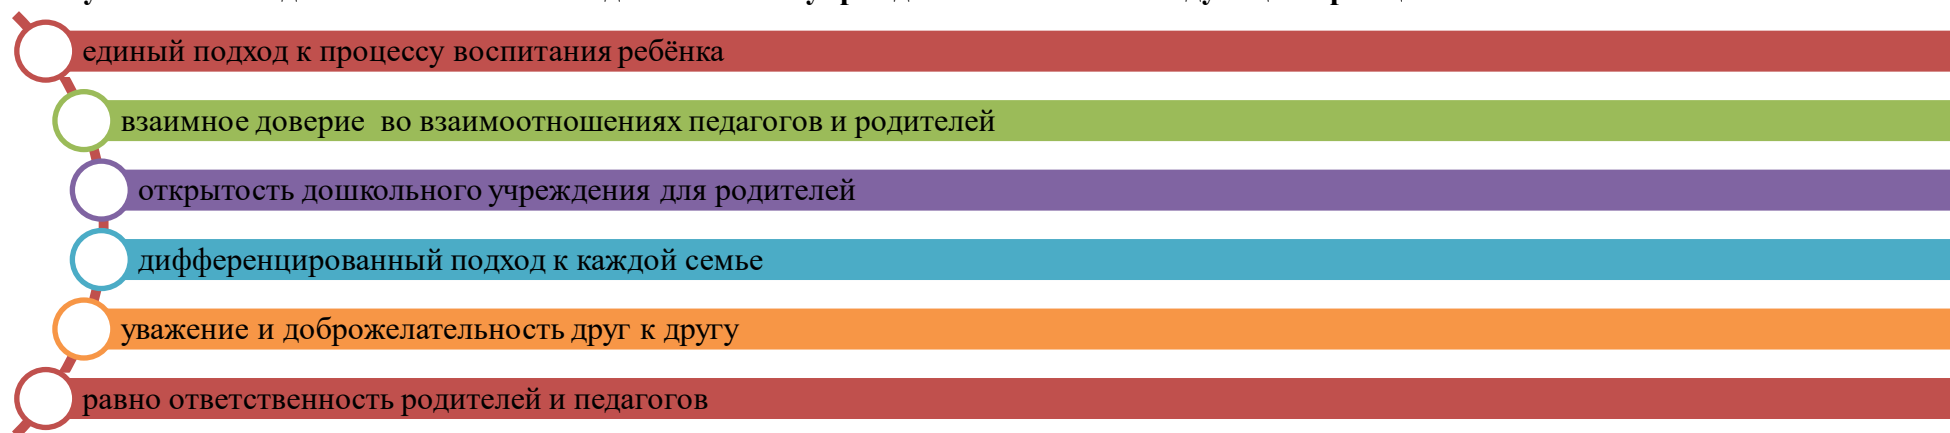 единый подход к процессу воспитания ребёнка
взаимное доверие во взаимоотношениях педагогов и родителей
открытость дошкольного учреждения для родителей
дифференцированный подход к каждой семье
уважение и доброжелательность друг к другу
равно ответственность родителей и педагогов